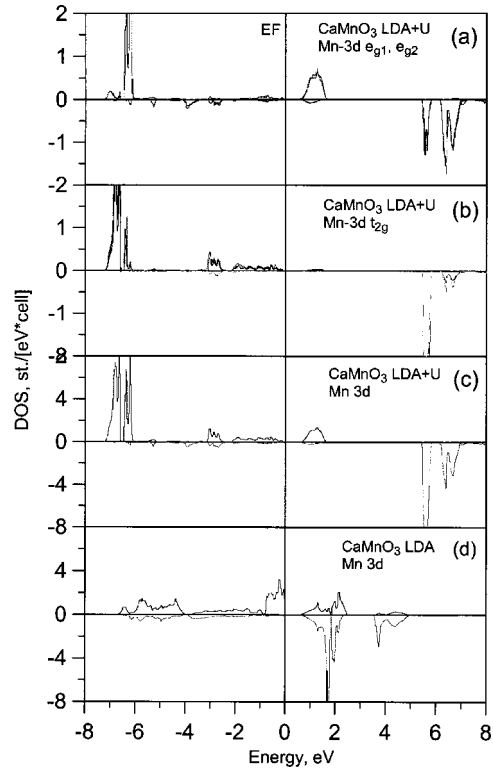 2
EF
CaMnO3 LDA+U
Mn-3d eg1, eg2
(a)
1
0
-1
-2
CaMnO3 LDA+U
Mn-3d t2g
(b)
1
0
-1
-2
8
CaMnO3 LDA+U
Mn 3d
(c)
4
0
-4
-8
CaMnO3 LDA
Mn 3d
(d)
4
0
-4
-8
DOS, st./[eV*cell]
-8 -6 -4 -2 0 2 4 6 8
Energy, eV